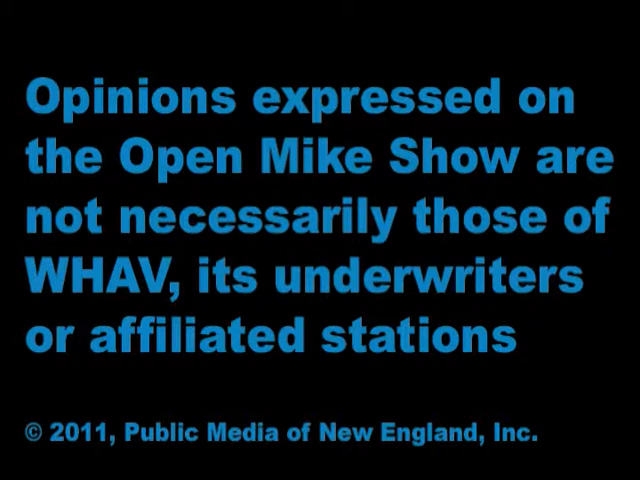 Opinions expressed on
the Open Mike Show are
not necessarily those of
WHAV, its underwriters
or affiliated stations
© 2011, Public Media of New England, Inc.